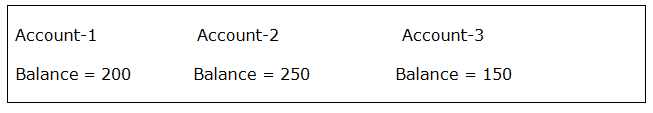 Account-1 Account-2 Account-3
Balance = 200 Balance = 250 Balance = 150